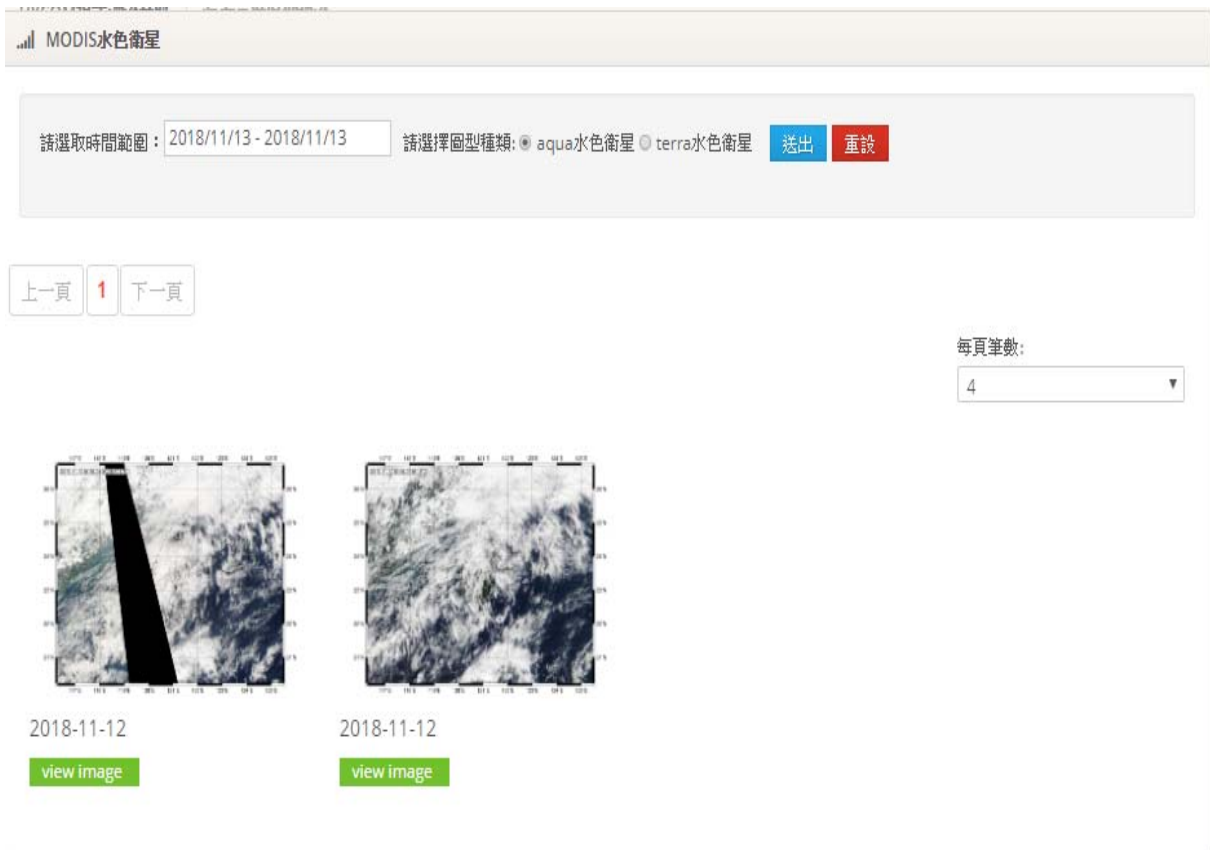 MODIS水色衛星
請選取時間範圍： 2018/11/13 - 2018/11/13 請選擇圖型種類: aqua水色衛星 terra水色衛星 送出 重設
上一頁 1 下一頁
每頁筆數:
4
2018-11-12 2018-11-12
view image view image